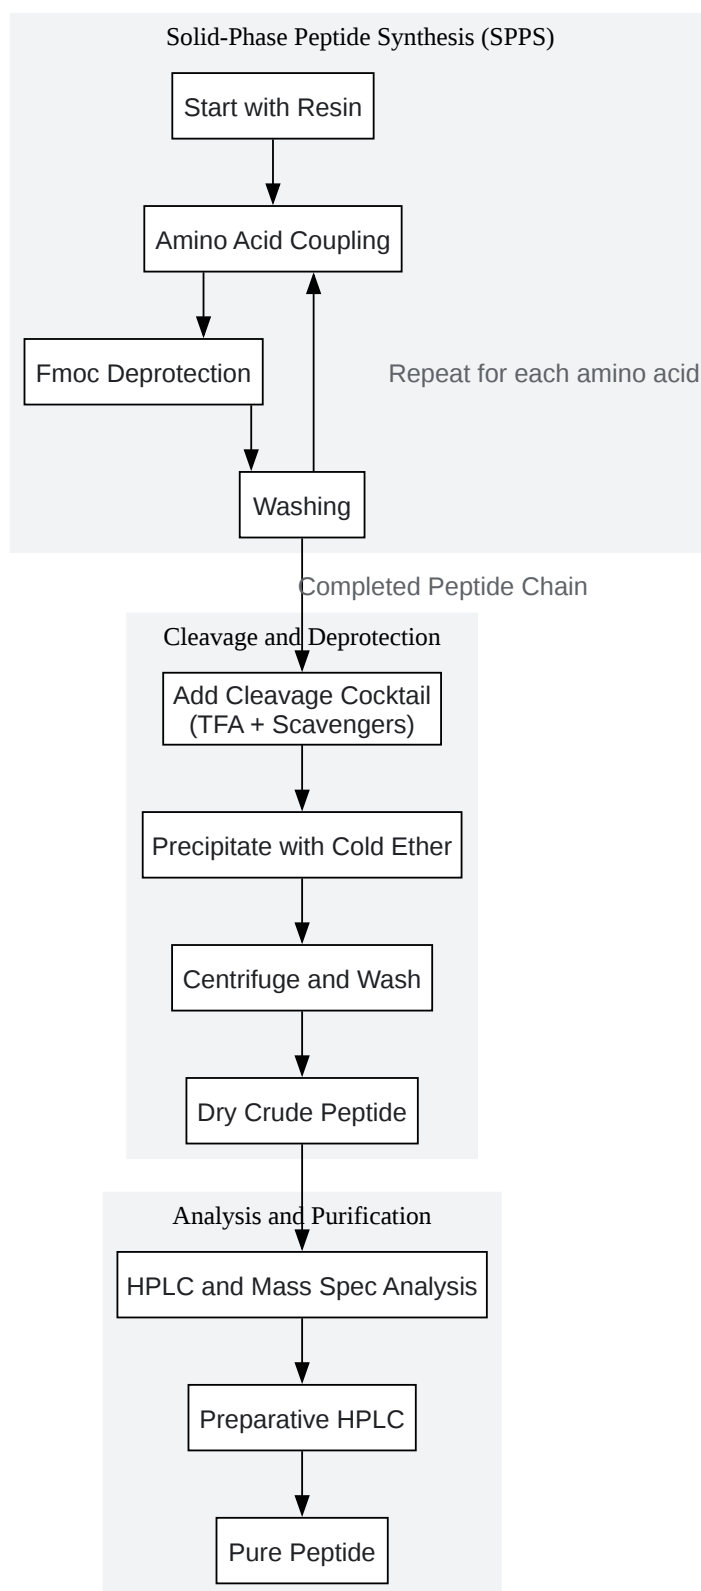 Solid-Phase Peptide Synthesis (SPPS)
Start with Resin
Amino Acid Coupling
Fmoc Deprotection
Repeat for each amino acid
Washing
Completed Peptide Chain
Cleavage and Deprotection
Add Cleavage Cocktail
(TFA + Scavengers)
Precipitate with Cold Ether
Centrifuge and Wash
Dry Crude Peptide
Analysis and Purification
HPLC and Mass Spec Analysis
Preparative HPLC
Pure Peptide